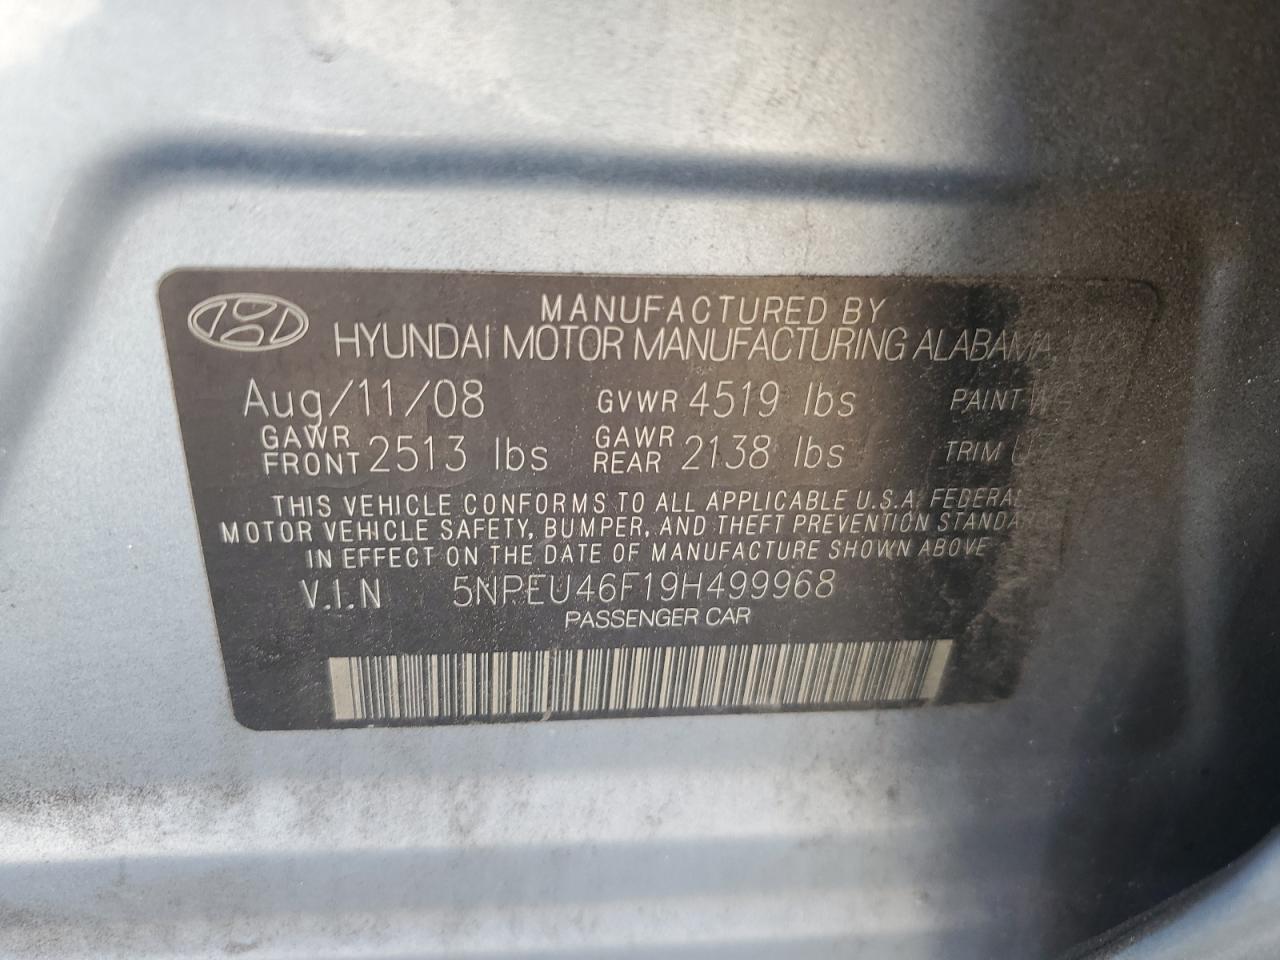 MANUFACTURED BY
HYUNDAI MOTOR MANUFACTURING ALABAMA, LLC
Aug/11/08 GVWR 4519 lbs PAINT
GAWR FRONT 2513 lbs GAWR REAR 2138 lbs TRIM
THIS VEHICLE CONFORMS TO ALL APPLICABLE U.S.A. FEDERAL
MOTOR VEHICLE SAFETY, BUMPER, AND THEFT PREVENTION STANDA
IN EFFECT ON THE DATE OF MANUFACTURE SHOWN ABOVE
V.I.N 5NPEU46F19H499968
PASSENGER CAR